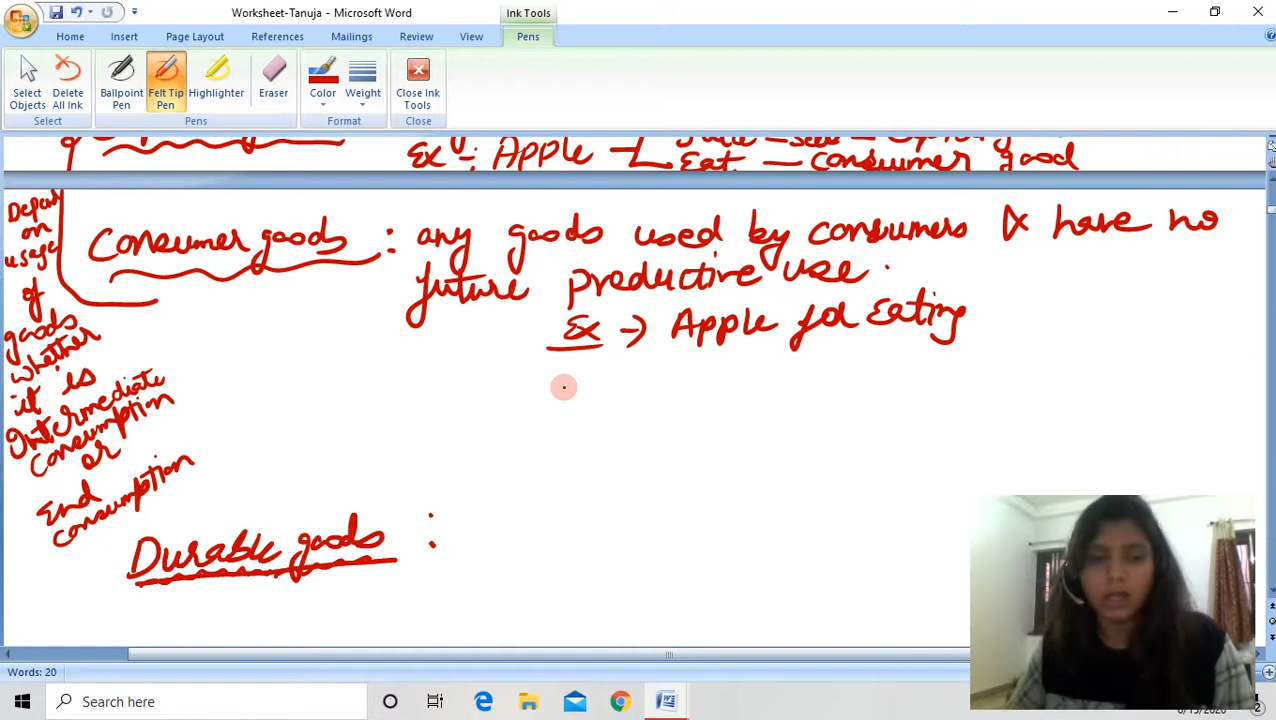 Worksheet-Tanuja - Microsoft Word
Ink Tools
Home Insert Page Layout References Mailings Review View Pens
Select Objects
Delete All Ink
Ballpoint Pen
Felt Tip Pen
Highlighter
Eraser
Color
Weight
Close Ink Tools
Select Pens Format Close
Ex : Apple
Eat — consumer good
Consumer goods : any goods used by consumers & have no
future productive use.
Ex → Apple for Eating
Depend
on
usage
of
goods
whether
it is
Intermediate
consumption
or
End
consumption
Durable goods :
Words: 20
Search here
6/15/2020
2